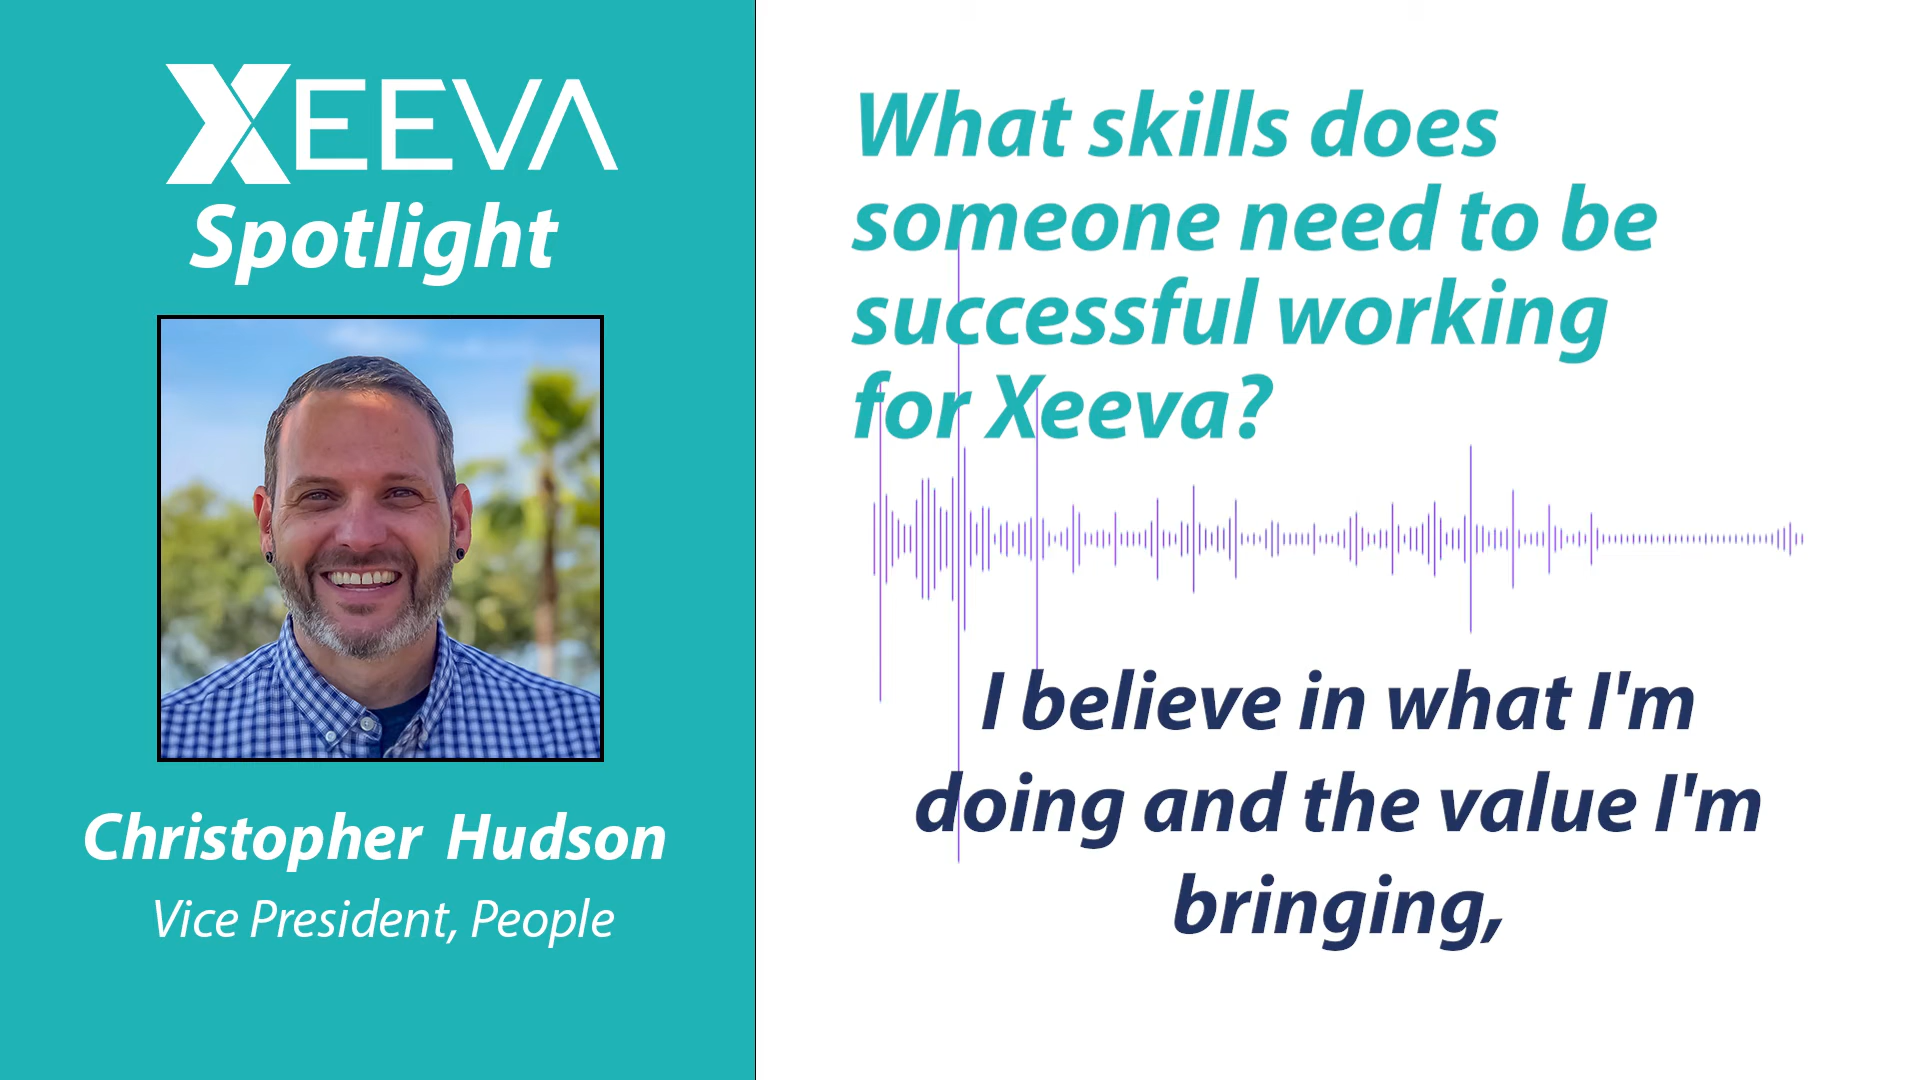 XEEVA
Spotlight
Christopher Hudson
Vice President, People
What skills does
someone need to be
successful working
for Xeeva?
I believe in what I'm
doing and the value I'm
bringing,